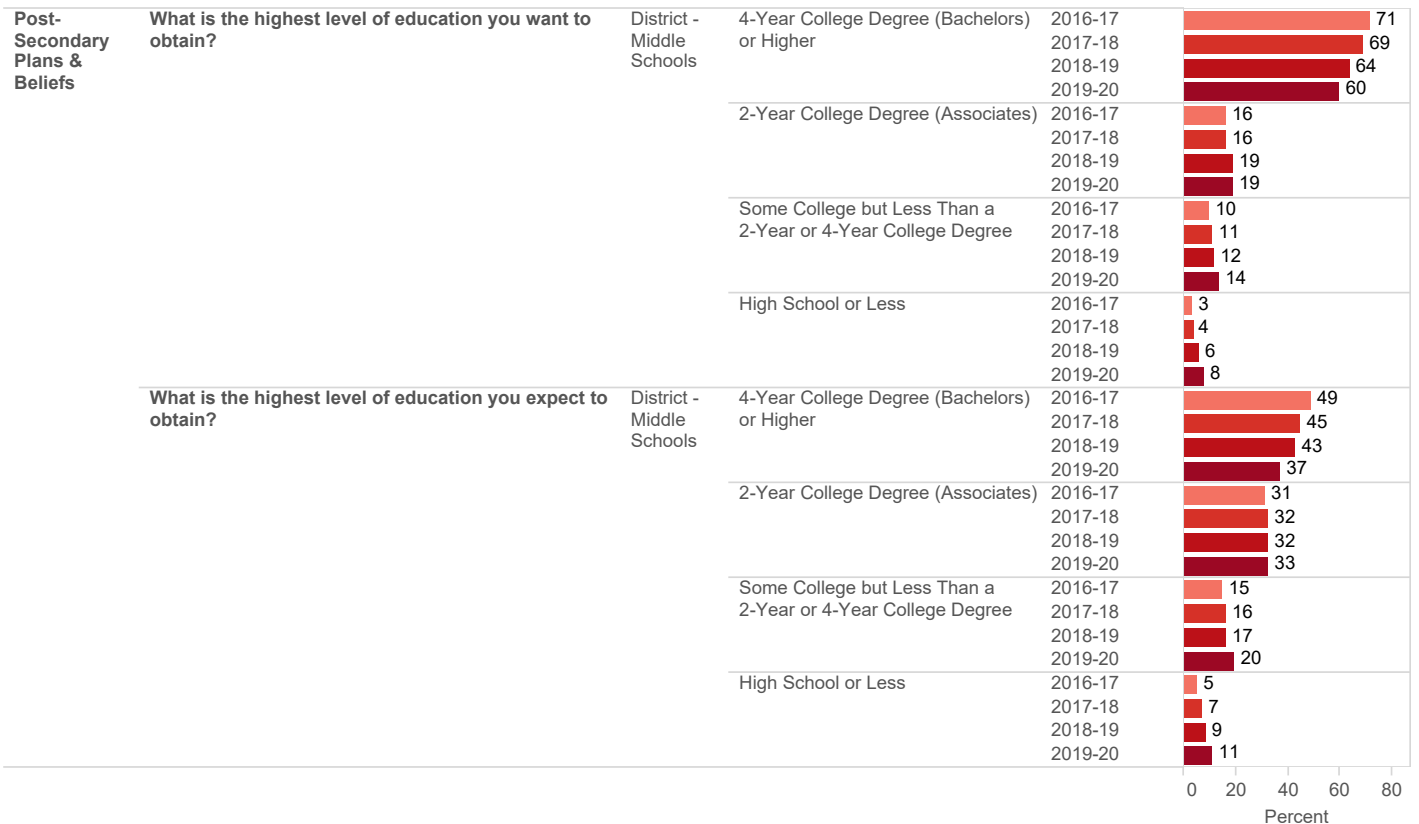 Post-
Secondary
Plans &
Beliefs
What is the highest level of education you want to
obtain?
District -
Middle
Schools
4-Year College Degree (Bachelors)
or Higher
2016-17 71
2017-18 69
2018-19 64
2019-20 60
2-Year College Degree (Associates)
2016-17 16
2017-18 16
2018-19 19
2019-20 19
Some College but Less Than a
2-Year or 4-Year College Degree
2016-17 10
2017-18 11
2018-19 12
2019-20 14
High School or Less
2016-17 3
2017-18 4
2018-19 6
2019-20 8
What is the highest level of education you expect to
obtain?
District -
Middle
Schools
4-Year College Degree (Bachelors)
or Higher
2016-17 49
2017-18 45
2018-19 43
2019-20 37
2-Year College Degree (Associates)
2016-17 31
2017-18 32
2018-19 32
2019-20 33
Some College but Less Than a
2-Year or 4-Year College Degree
2016-17 15
2017-18 16
2018-19 17
2019-20 20
High School or Less
2016-17 5
2017-18 7
2018-19 9
2019-20 11
0 20 40 60 80
Percent